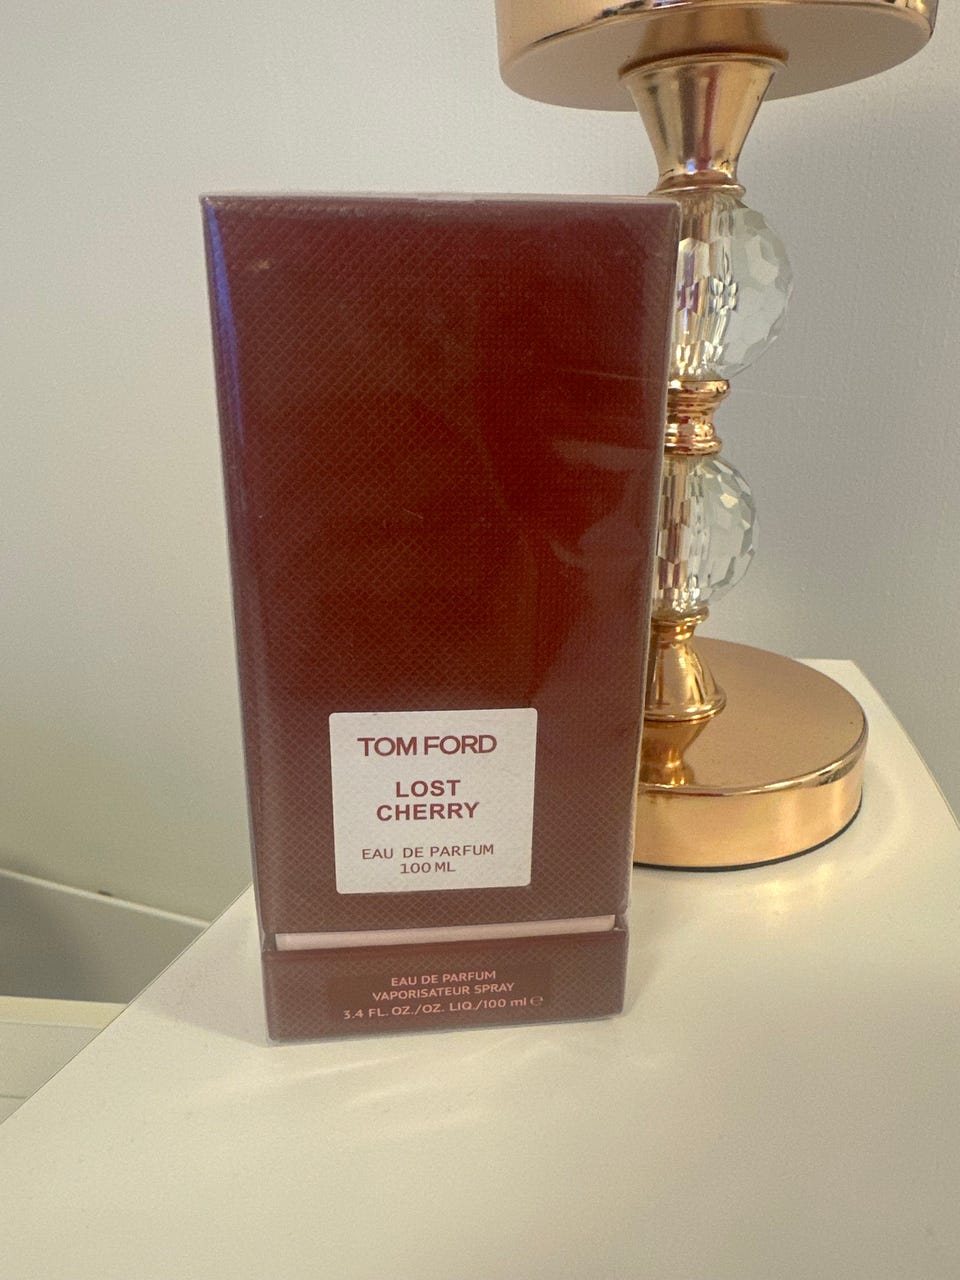 TOM FORD
LOST
CHERRY
EAU DE PARFUM
100 ML
EAU DE PARFUM
VAPORISATEUR SPRAY
3.4 FL. OZ./OZ. LIQ./100 ml ℮